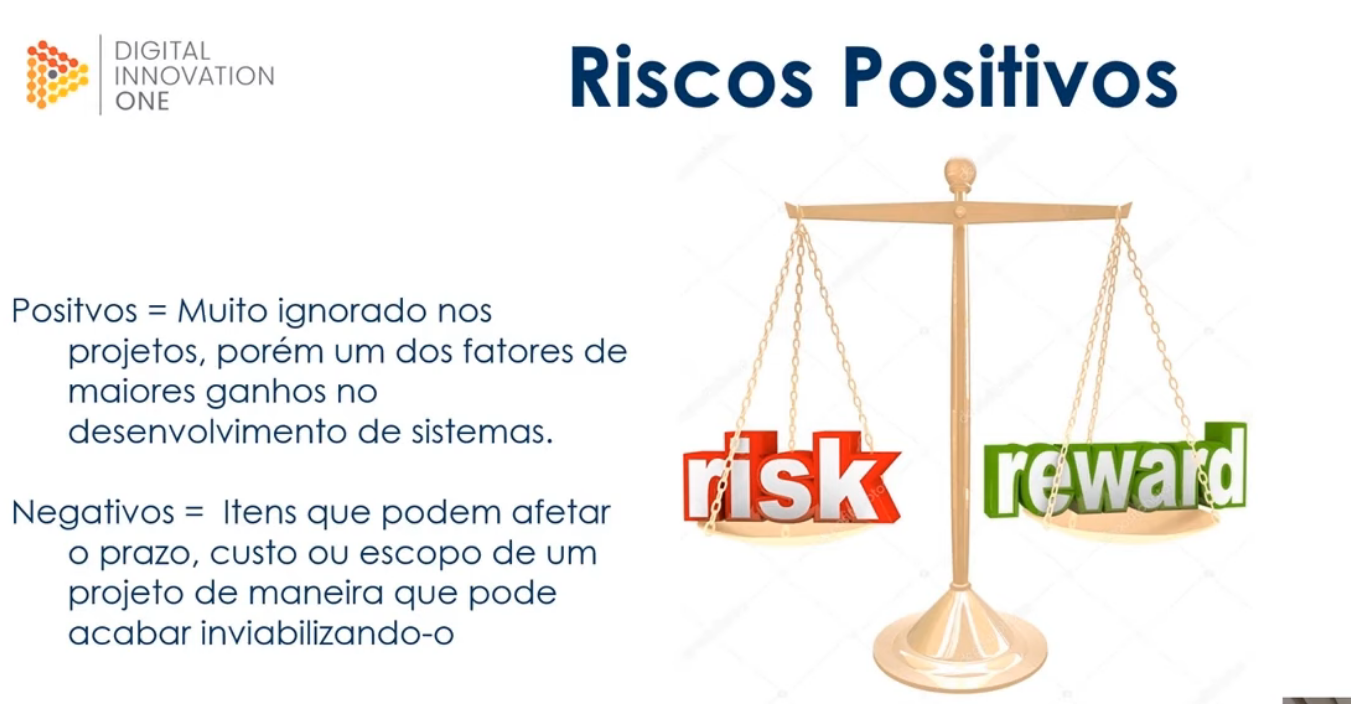 DIGITAL
INNOVATION
ONE
Riscos Positivos
Positvos = Muito ignorado nos
projetos, porém um dos fatores de
maiores ganhos no
desenvolvimento de sistemas.
Negativos = Itens que podem afetar
o prazo, custo ou escopo de um
projeto de maneira que pode
acabar inviabilizando-o
risk
reward